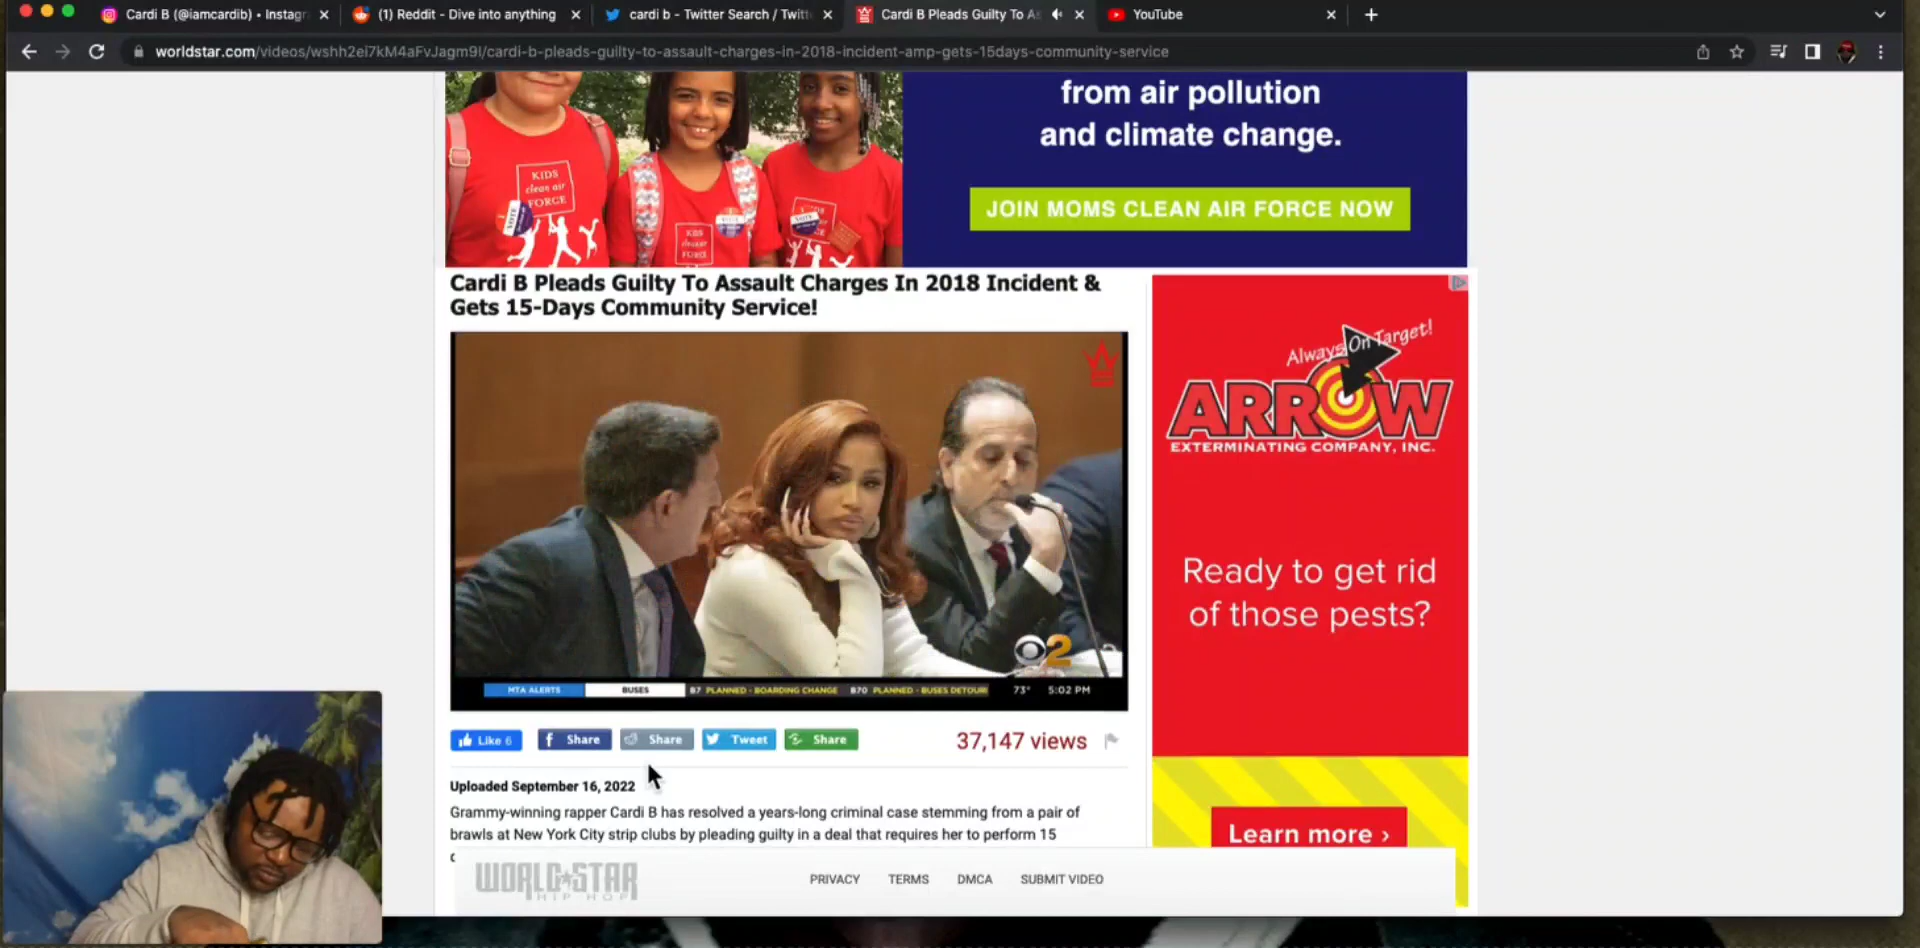 Cardi B (@iamcardib) • Instagr
(1) Reddit - Dive into anything
cardi b - Twitter Search / Twitt
Cardi B Pleads Guilty To As
YouTube
worldstar.com/videos/wshh2ei7kM4aFvJagm9I/cardi-b-pleads-guilty-to-assault-charges-in-2018-incident-amp-gets-15days-community-service
from air pollution
and climate change.
JOIN MOMS CLEAN AIR FORCE NOW
KIDS
clean air
FORCE
VOTE
Cardi B Pleads Guilty To Assault Charges In 2018 Incident &
Gets 15-Days Community Service!
2
MTA ALERTS BUSES B7 PLANNED - BOARDING CHANGE B70 PLANNED - BUSES DETOUR 73° 5:02 PM
Like 6 Share Share Tweet Share 37,147 views
Uploaded September 16, 2022
Grammy-winning rapper Cardi B has resolved a years-long criminal case stemming from a pair of
brawls at New York City strip clubs by pleading guilty in a deal that requires her to perform 15
Always On Target!
ARROW
EXTERMINATING COMPANY, INC.
Ready to get rid
of those pests?
Learn more ›
WORLDSTAR
HIP HOP
PRIVACY TERMS DMCA SUBMIT VIDEO